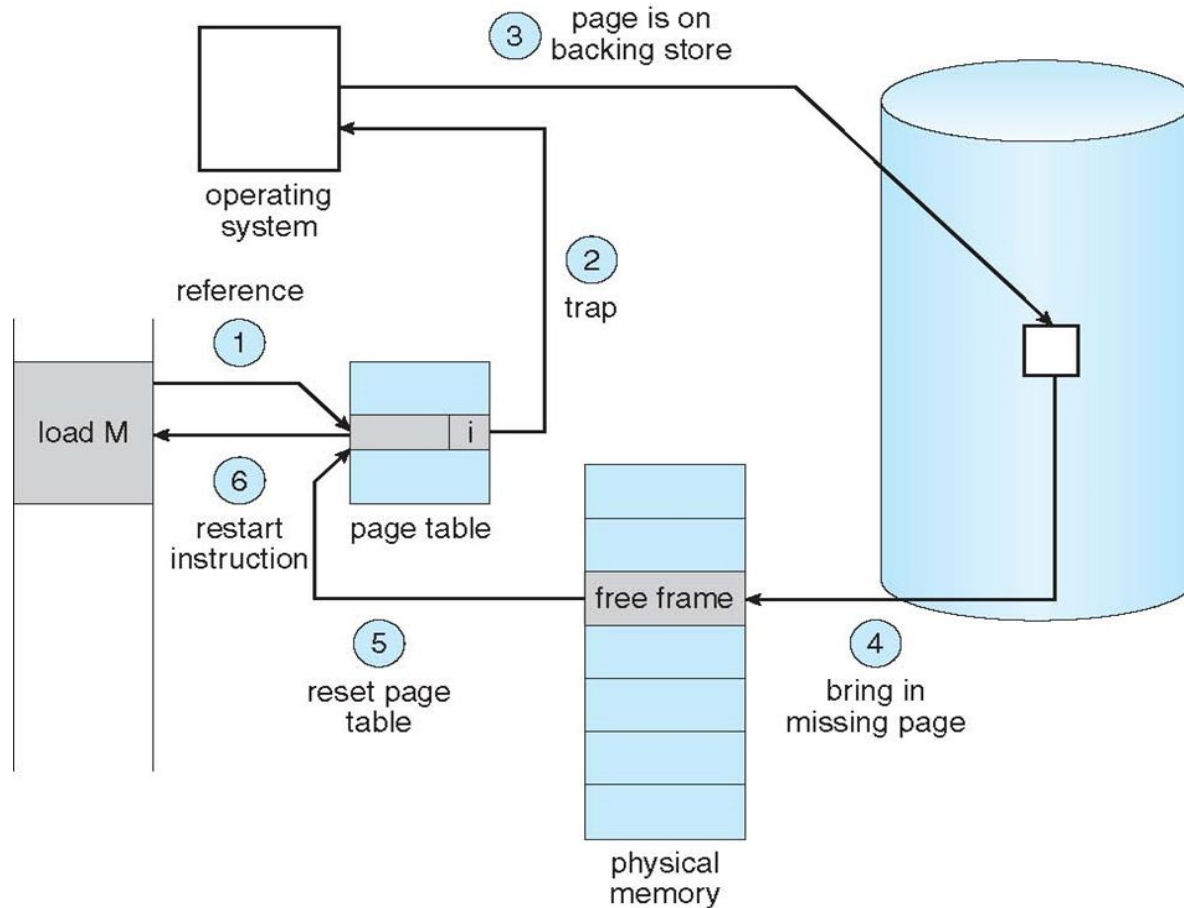 3
page is on
backing store
operating
system
2
trap
reference
1
load M
i
6
restart
instruction
page table
free frame
5
reset page
table
4
bring in
missing page
physical
memory